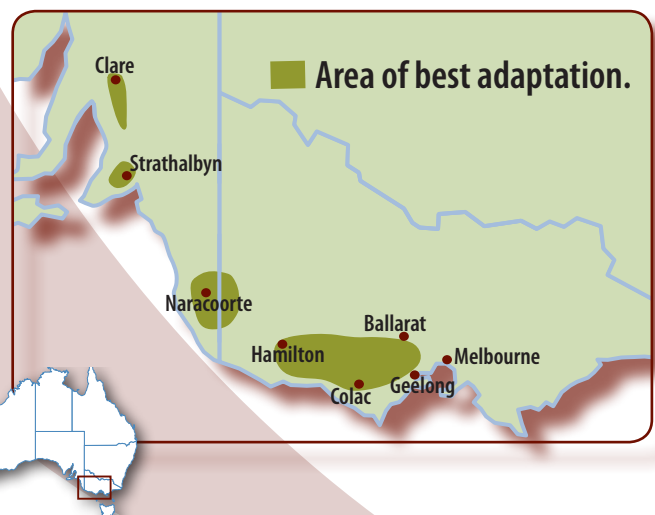 Clare
Area of best adaptation.
Strathalbyn
Naracoorte
Ballarat
Hamilton
Melbourne
Geelong
Colac